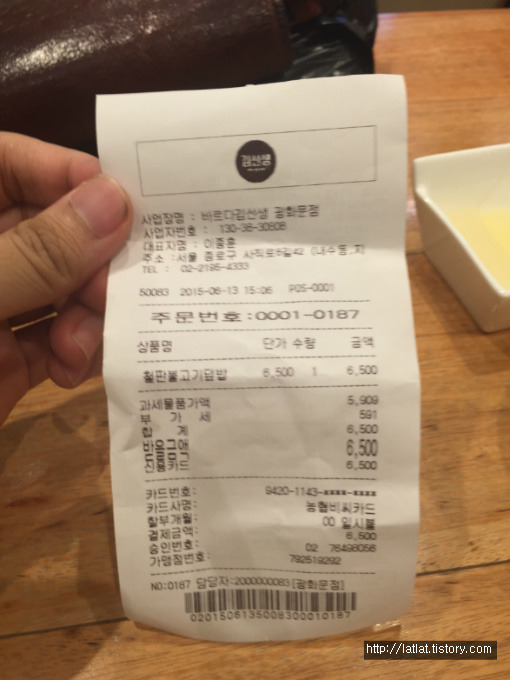 김선생
사업장명 : 바르다김선생 광화문점
사업자번호 : 130-36-30808
대표자명 : 이종훈
주소 :서울 종로구 사직로8길42 (내수동,지
TEL : 02-2195-4333
50083 2015-06-13 15:06 POS-0001
주문번호:0001-0187
상품명 단가 수량 금액
철판불고기덮밥 6,500 1 6,500
과세물품가액 5,909
부 가 세 591
합 계 6,500
받을금액 6,500
신용카드 6,500
카드번호: 9420-1143-****-****
카드사명: 농협비씨카드
할부개월: 00 일시불
결제금액: 6,500
승인번호: 02 76498056
가맹점번호: 792519292
NO:0187 담당자:2000000083[광화문점]
020150613500830001​0187
http://latlat.tistory.com